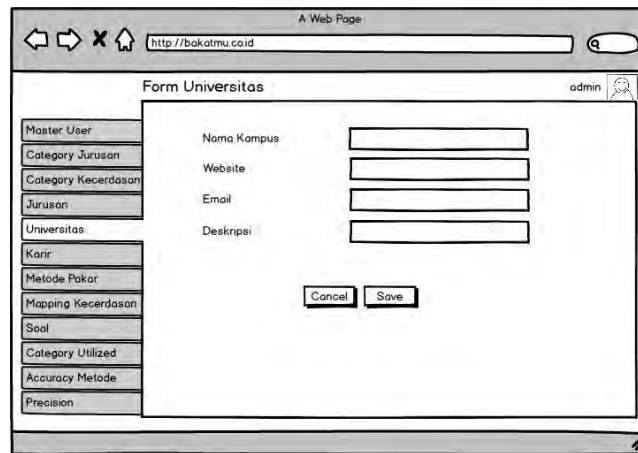 A Web Page
http://bakatmu.co.id
Form Universitas
admin
Master User
Category Jurusan
Category Kecerdasan
Jurusan
Universitas
Karir
Metode Pakar
Mapping Kecerdasan
Soal
Category Utilized
Accuracy Metode
Precision
Nama Kampus
Website
Email
Deskripsi
Cancel
Save